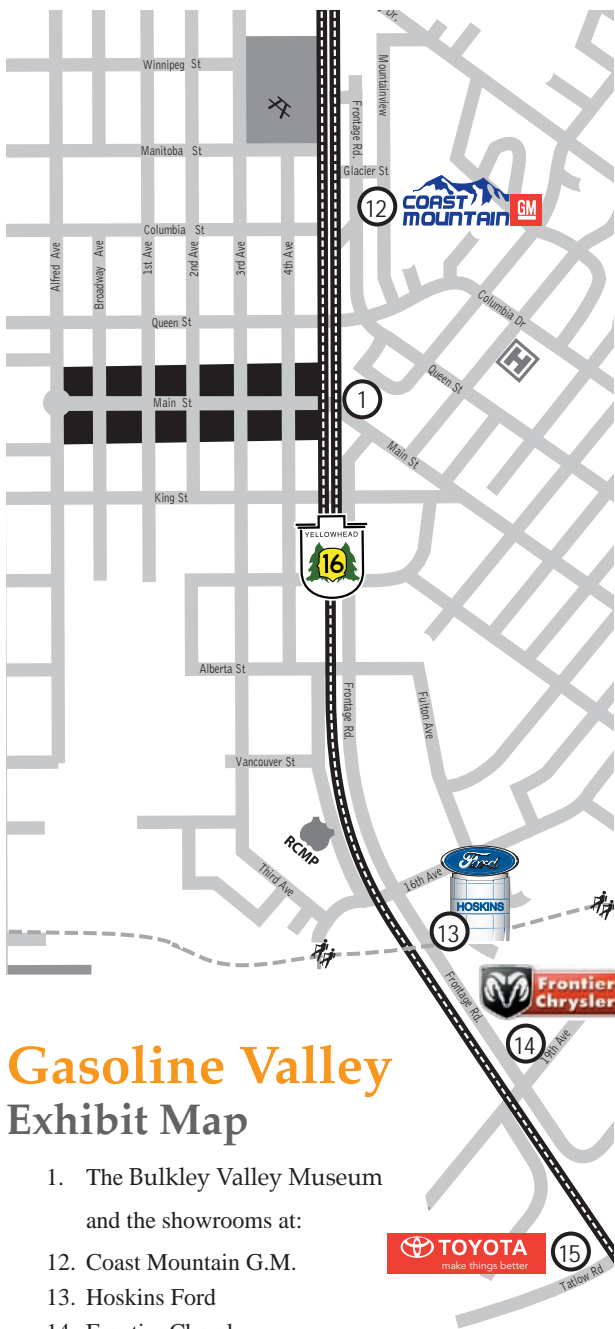 Dr.
Winnipeg St
Mountainview
Frontage Rd.
Manitoba St
Glacier St
12
COAST
MOUNTAIN
GM
Columbia St
Alfred Ave
Broadway Ave
1st Ave
2nd Ave
3rd Ave
4th Ave
Columbia Dr
Queen St
H
Queen St
Main St
1
Main St
King St
YELLOWHEAD
16
Alberta St
Frontage Rd.
Fulton Ave
Vancouver St
RCMP
Third Ave
16th Ave
Ford
HOSKINS
13
Frontier
Chrysler
Frontage Rd.
14
19th Ave
Gasoline Valley
Exhibit Map
1. The Bulkley Valley Museum
and the showrooms at:
12. Coast Mountain G.M.
13. Hoskins Ford
TOYOTA
make things better
15
Tatlow Rd